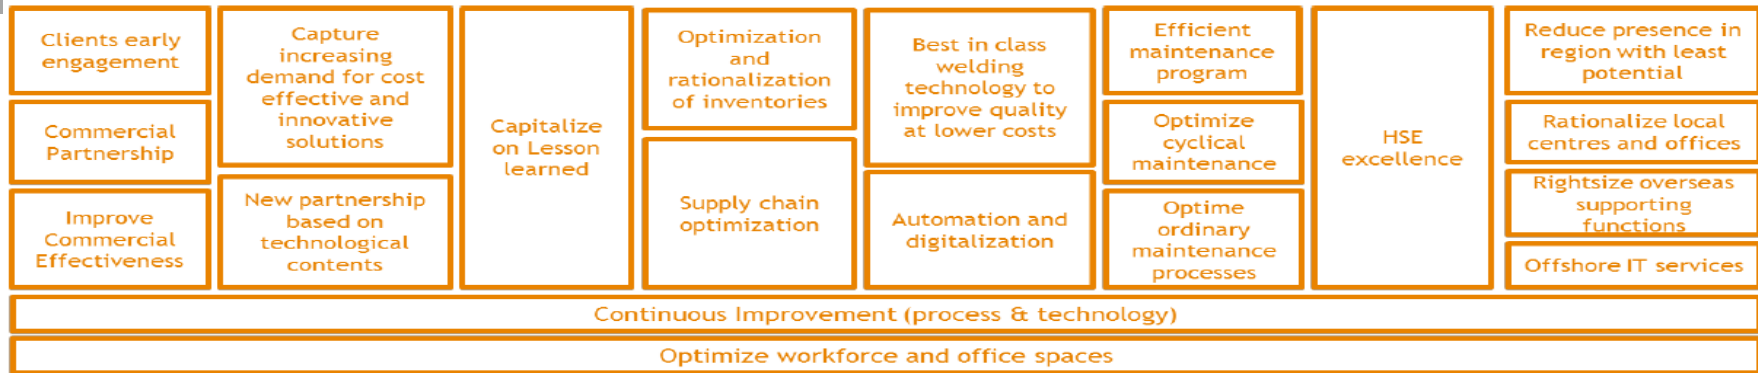 Clients early
engagement
Commercial
Partnership
Improve
Commercial
Effectiveness
Capture
increasing
demand for cost
effective and
innovative
solutions
New partnership
based on
technological
contents
Capitalize
on Lesson
learned
Optimization
and
rationalization
of inventories
Supply chain
optimization
Best in class
welding
technology to
improve quality
at lower costs
Automation and
digitalization
Efficient
maintenance
program
Optimize
cyclical
maintenance
Optime
ordinary
maintenance
processes
HSE
excellence
Reduce presence in
region with least
potential
Rationalize local
centres and offices
Rightsize overseas
supporting
functions
Offshore IT services
Continuous Improvement (process & technology)
Optimize workforce and office spaces